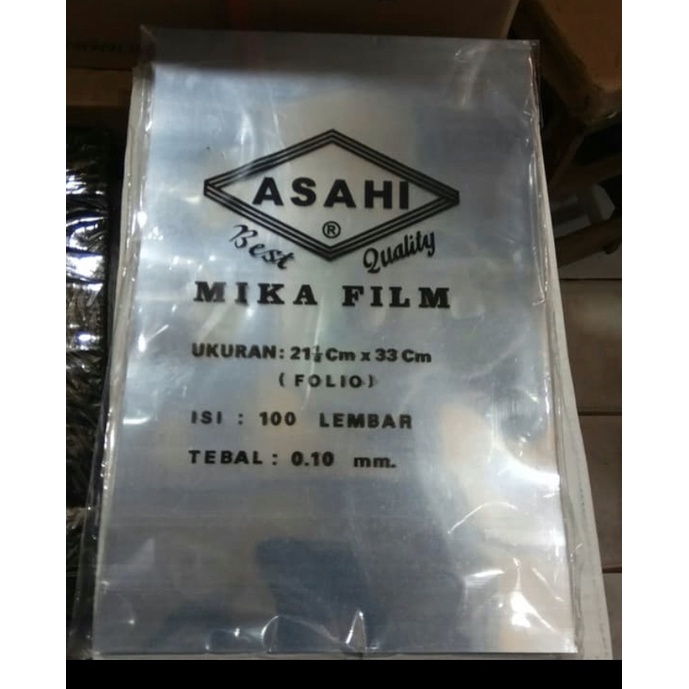 ASAHI
®
Best Quality
MIKA FILM
UKURAN: 21½ Cm x 33 Cm
( FOLIO )
ISI : 100 LEMBAR
TEBAL : 0.10 mm.